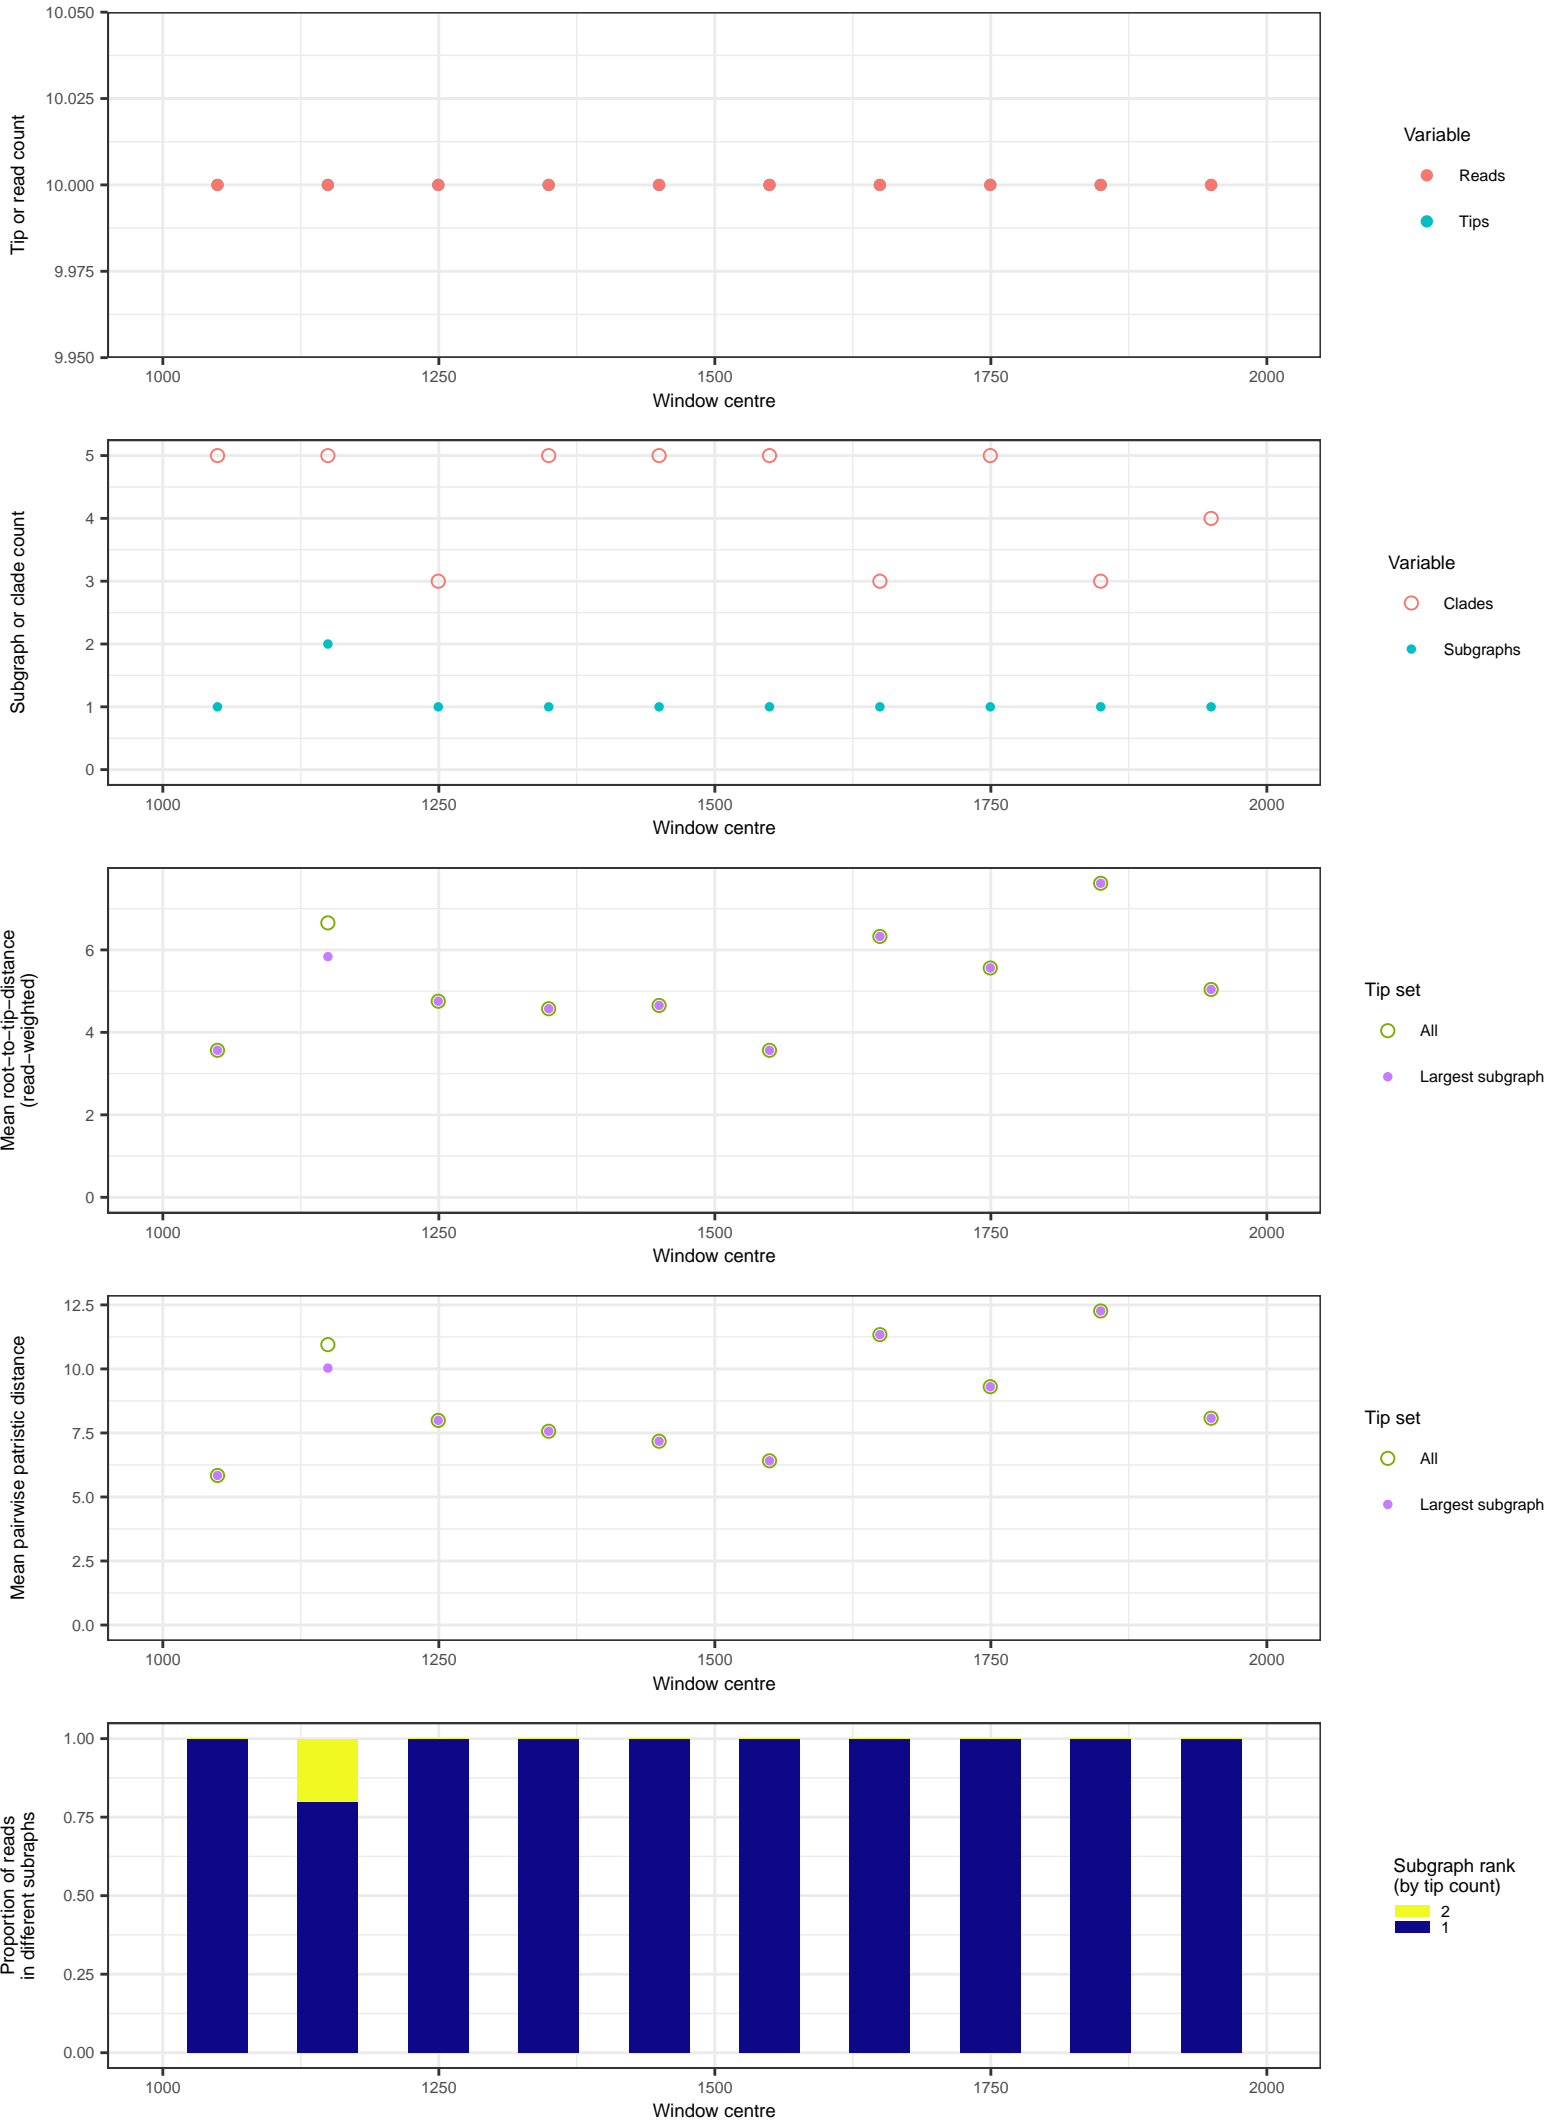 10.050
10.025
10.000
9.975
9.950
Tip or read count
1000 1250 1500 1750 2000
Window centre
Variable
Reads
Tips
5
4
3
2
1
0
Subgraph or clade count
1000 1250 1500 1750 2000
Window centre
Variable
Clades
Subgraphs
6
4
2
0
Mean root−to−tip−distance
(read−weighted)
1000 1250 1500 1750 2000
Window centre
Tip set
All
Largest subgraph
12.5
10.0
7.5
5.0
2.5
0.0
Mean pairwise patristic distance
1000 1250 1500 1750 2000
Window centre
Tip set
All
Largest subgraph
1.00
0.75
0.50
0.25
0.00
Proportion of reads
in different subraphs
1000 1250 1500 1750 2000
Window centre
Subgraph rank
(by tip count)
2
1